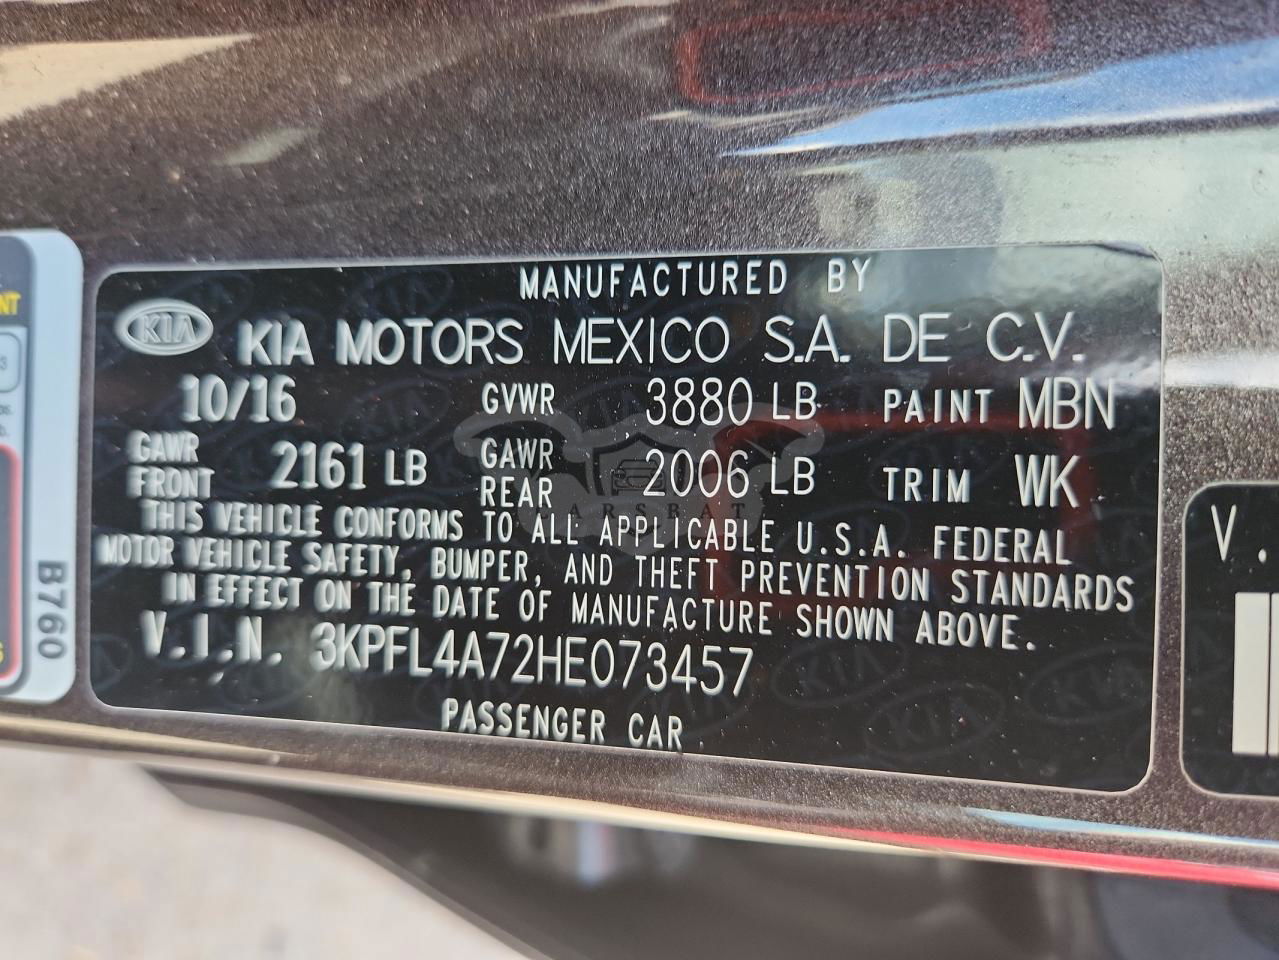 MANUFACTURED BY
KIA KIA MOTORS MEXICO S.A. DE C.V.
10/16 GVWR 3880 LB PAINT MBN
GAWR FRONT 2161 LB GAWR REAR 2006 LB TRIM WK
THIS VEHICLE CONFORMS TO ALL APPLICABLE U.S.A. FEDERAL
MOTOR VEHICLE SAFETY, BUMPER, AND THEFT PREVENTION STANDARDS
IN EFFECT ON THE DATE OF MANUFACTURE SHOWN ABOVE.
V.I.N. 3KPFL4A72HE073457
PASSENGER CAR
B760
V.
CARSBAT